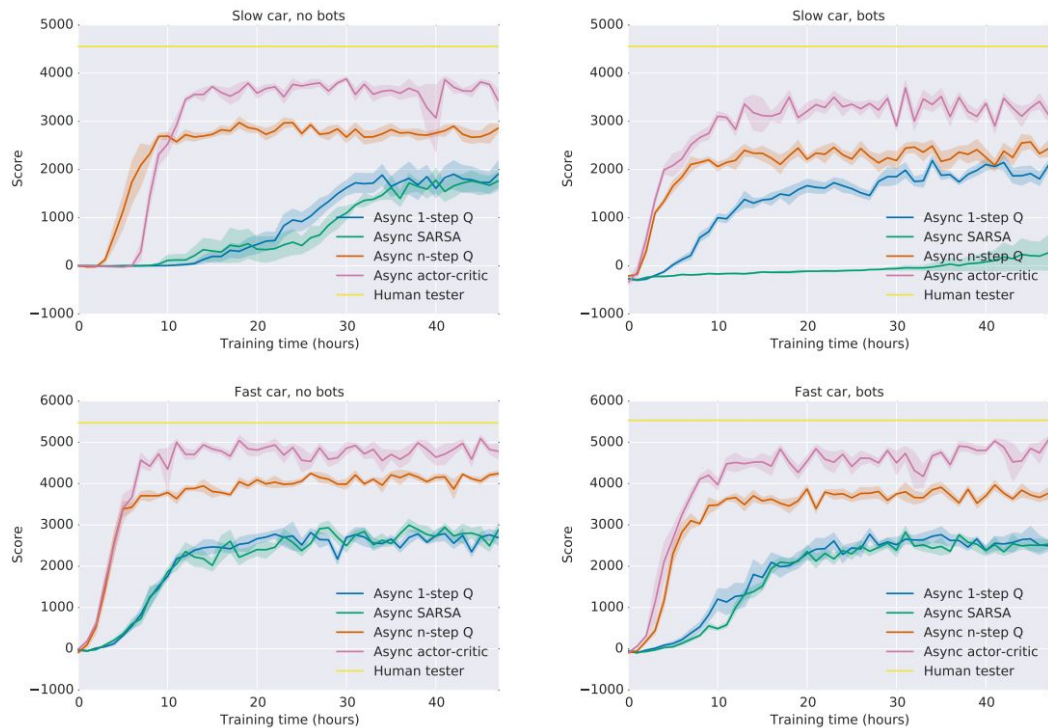 Slow car, no bots
5000
4000
3000
2000
1000
0
−1000
Score
0 10 20 30 40
Training time (hours)
Async 1-step Q
Async SARSA
Async n-step Q
Async actor-critic
Human tester
Slow car, bots
5000
4000
3000
2000
1000
0
−1000
Score
0 10 20 30 40
Training time (hours)
Async 1-step Q
Async SARSA
Async n-step Q
Async actor-critic
Human tester
Fast car, no bots
6000
5000
4000
3000
2000
1000
0
−1000
Score
0 10 20 30 40
Training time (hours)
Async 1-step Q
Async SARSA
Async n-step Q
Async actor-critic
Human tester
Fast car, bots
6000
5000
4000
3000
2000
1000
0
−1000
Score
0 10 20 30 40
Training time (hours)
Async 1-step Q
Async SARSA
Async n-step Q
Async actor-critic
Human tester